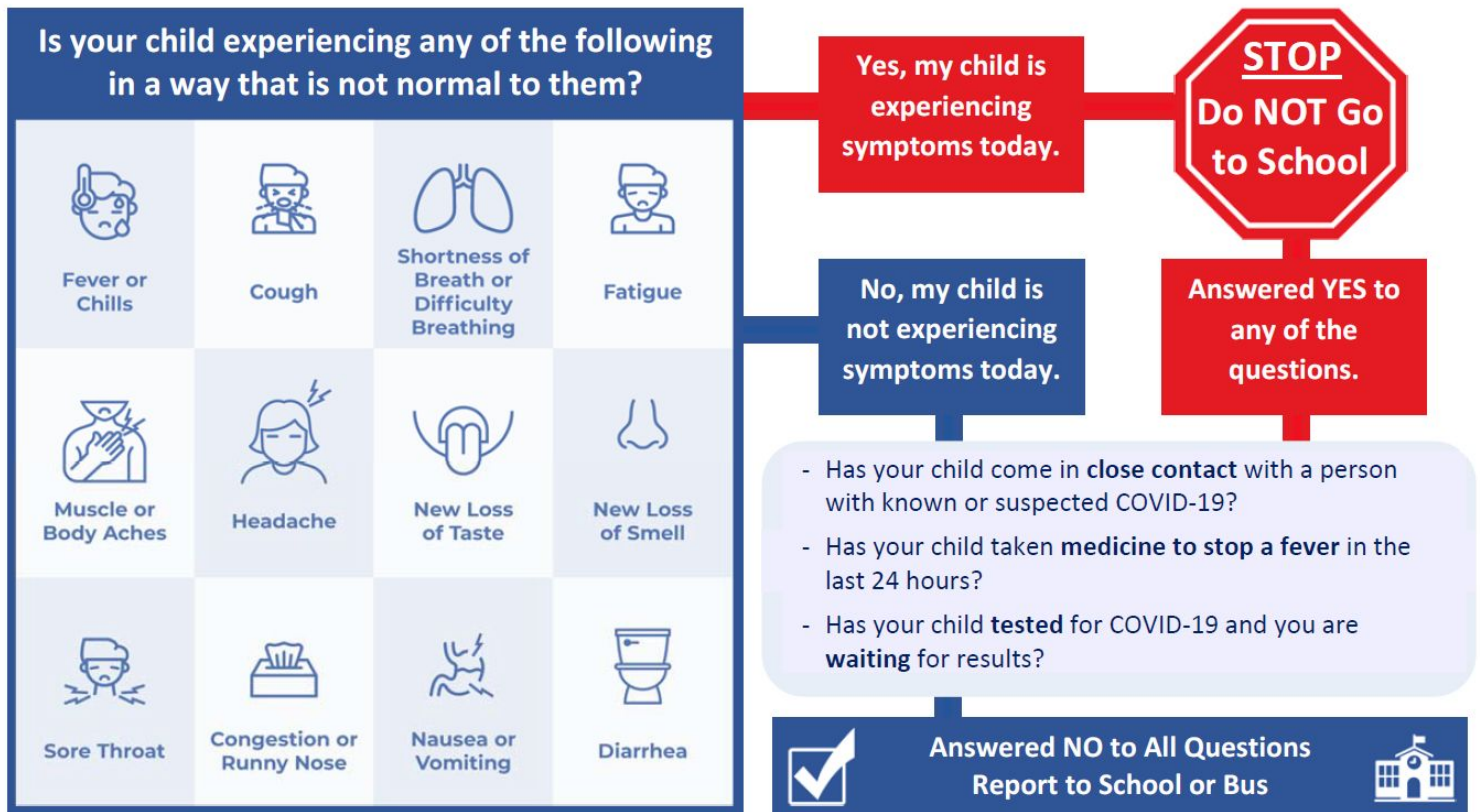 Is your child experiencing any of the following
in a way that is not normal to them?
Fever or
Chills
Cough
Shortness of
Breath or
Difficulty
Breathing
Fatigue
Muscle or
Body Aches
Headache
New Loss
of Taste
New Loss
of Smell
Sore Throat
Congestion or
Runny Nose
Nausea or
Vomiting
Diarrhea
Yes, my child is
experiencing
symptoms today.
STOP
Do NOT Go
to School
No, my child is
not experiencing
symptoms today.
Answered YES to
any of the
questions.
- Has your child come in close contact with a person
with known or suspected COVID-19?
- Has your child taken medicine to stop a fever in the
last 24 hours?
- Has your child tested for COVID-19 and you are
waiting for results?
Answered NO to All Questions
Report to School or Bus